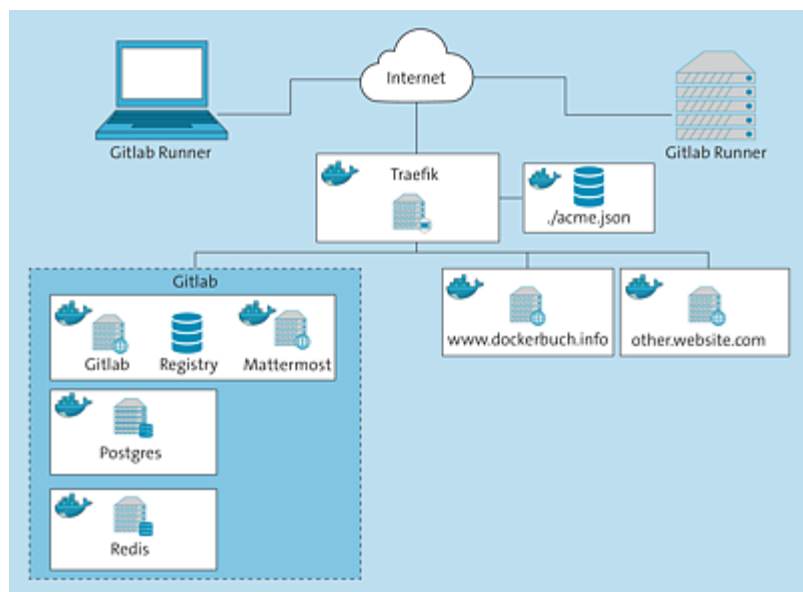 Internet
Gitlab Runner
Gitlab Runner
Traefik
./acme.json
Gitlab
Gitlab
Registry
Mattermost
www.dockerbuch.info
other.website.com
Postgres
Redis